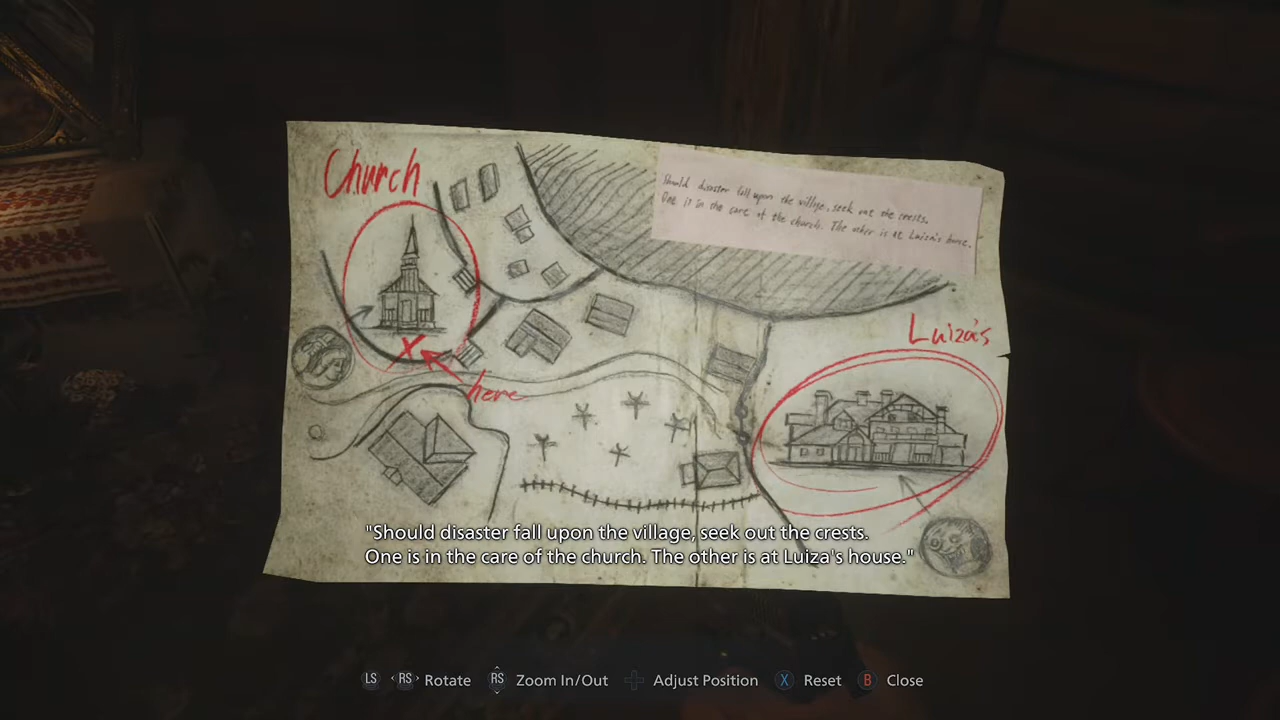 Church
Should disaster fall upon the village, seek out the crests.
One is in the care of the church. The other is at Luiza's house.
Luiza's
here
"Should disaster fall upon the village, seek out the crests.
One is in the care of the church. The other is at Luiza's house."
LS RS Rotate RS Zoom In/Out Adjust Position X Reset B Close